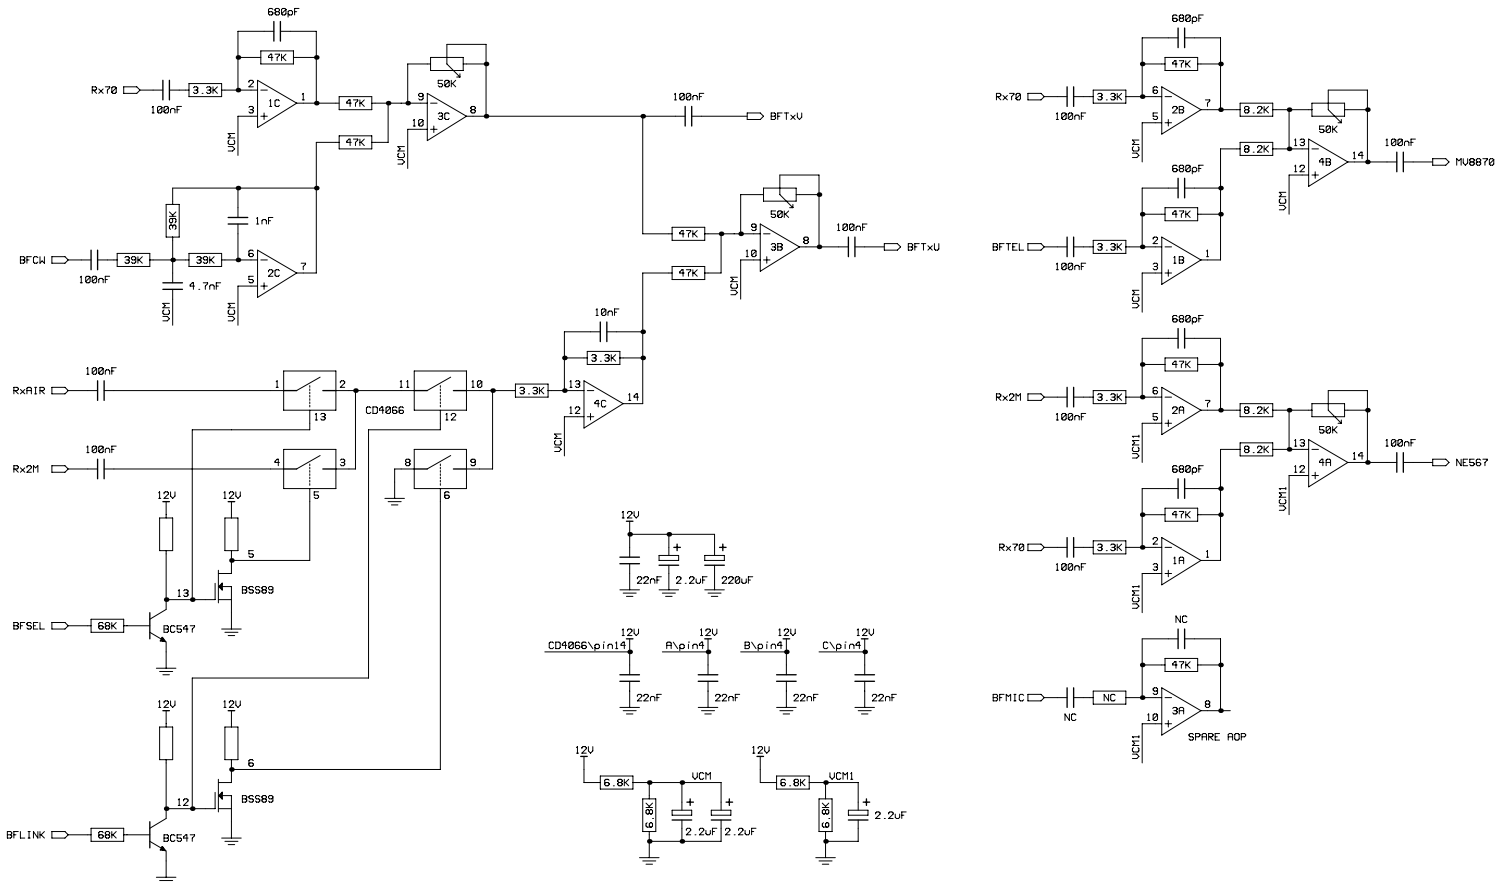 680pF
47K
Rx70
100nF
3.3K
2
1C
1
3
VCM
47K
47K
50K
9
3C
8
10
VCM
100nF
BFTxV
39K
1nF
BFCW
100nF
39K
39K
6
2C
7
5
4.7nF
VCM
VCM
47K
47K
50K
9
3B
8
10
VCM
100nF
BFTxU
10nF
3.3K
3.3K
13
4C
14
12
VCM
RxAIR
100nF
1
2
13
CD4066
11
10
12
Rx2M
100nF
4
3
5
8
9
6
12V
12V
5
13
BSS89
BFSEL
68K
BC547
12V
12V
6
12
BSS89
BFLINK
68K
BC547
12V
+
+
22nF
2.2uF
220uF
CD4066\pin14
12V
22nF
A\pin4
12V
22nF
B\pin4
12V
22nF
C\pin4
12V
22nF
12V
6.8K
VCM
6.8K
+
+
2.2uF
2.2uF
12V
6.8K
VCM1
6.8K
+
2.2uF
680pF
47K
Rx70
100nF
3.3K
6
2B
7
5
VCM
8.2K
8.2K
50K
13
4B
14
12
VCM
100nF
MV8870
680pF
47K
BFTEL
100nF
3.3K
2
1B
1
3
VCM
680pF
47K
Rx2M
100nF
3.3K
6
2A
7
5
VCM1
8.2K
8.2K
50K
13
4A
14
12
VCM1
100nF
NE567
680pF
47K
Rx70
100nF
3.3K
2
1A
1
3
VCM1
NC
47K
BFMIC
NC
NC
9
3A
8
10
VCM1
SPARE AOP